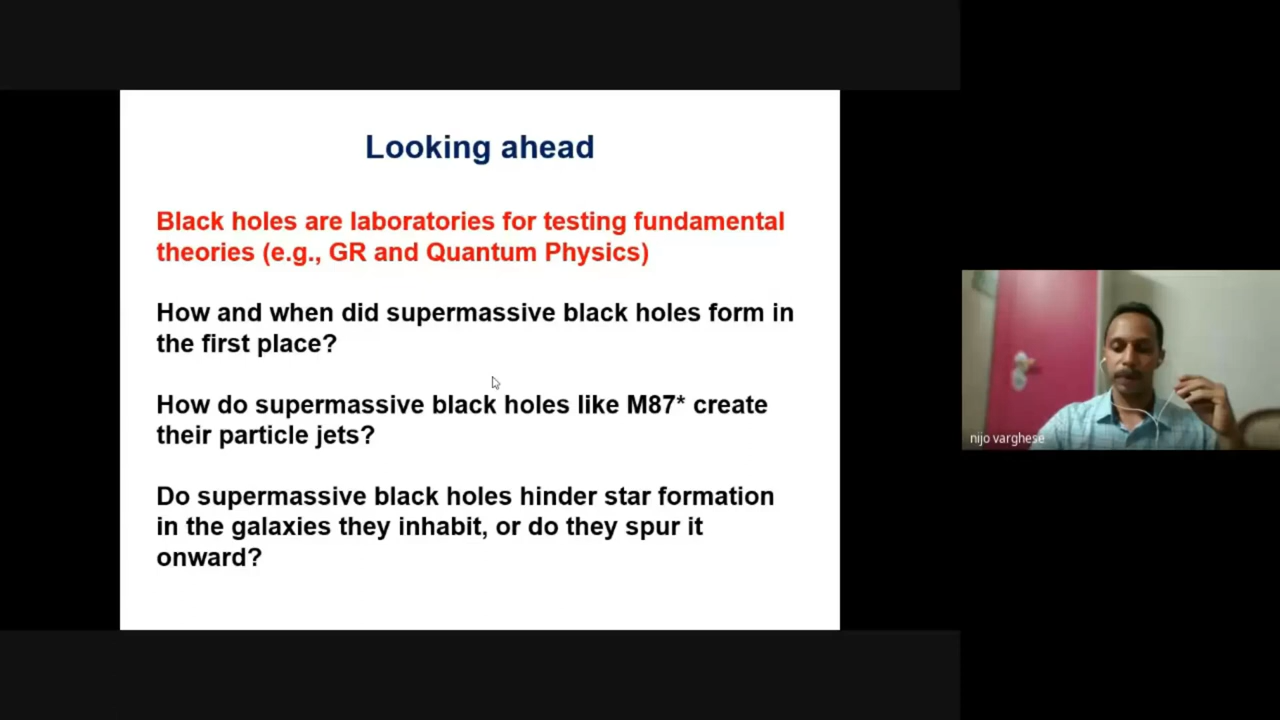 Looking ahead
Black holes are laboratories for testing fundamental
theories (e.g., GR and Quantum Physics)
How and when did supermassive black holes form in
the first place?
How do supermassive black holes like M87* create
their particle jets?
Do supermassive black holes hinder star formation
in the galaxies they inhabit, or do they spur it
onward?
nijo varghese